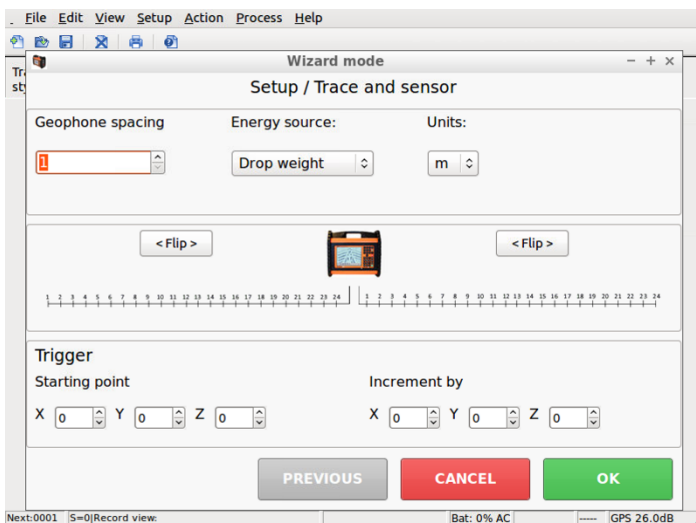 File Edit View Setup Action Process Help
Wizard mode
Setup / Trace and sensor
Geophone spacing Energy source: Units:
1 Drop weight m
< Flip > < Flip >
1 2 3 4 5 6 7 8 9 10 11 12 13 14 15 16 17 18 19 20 21 22 23 24 1 2 3 4 5 6 7 8 9 10 11 12 13 14 15 16 17 18 19 20 21 22 23 24
Trigger
Starting point Increment by
X 0 Y 0 Z 0 X 0 Y 0 Z 0
PREVIOUS CANCEL OK
Next:0001 S=0|Record view: Bat: 0% AC ----- GPS 26.0dB